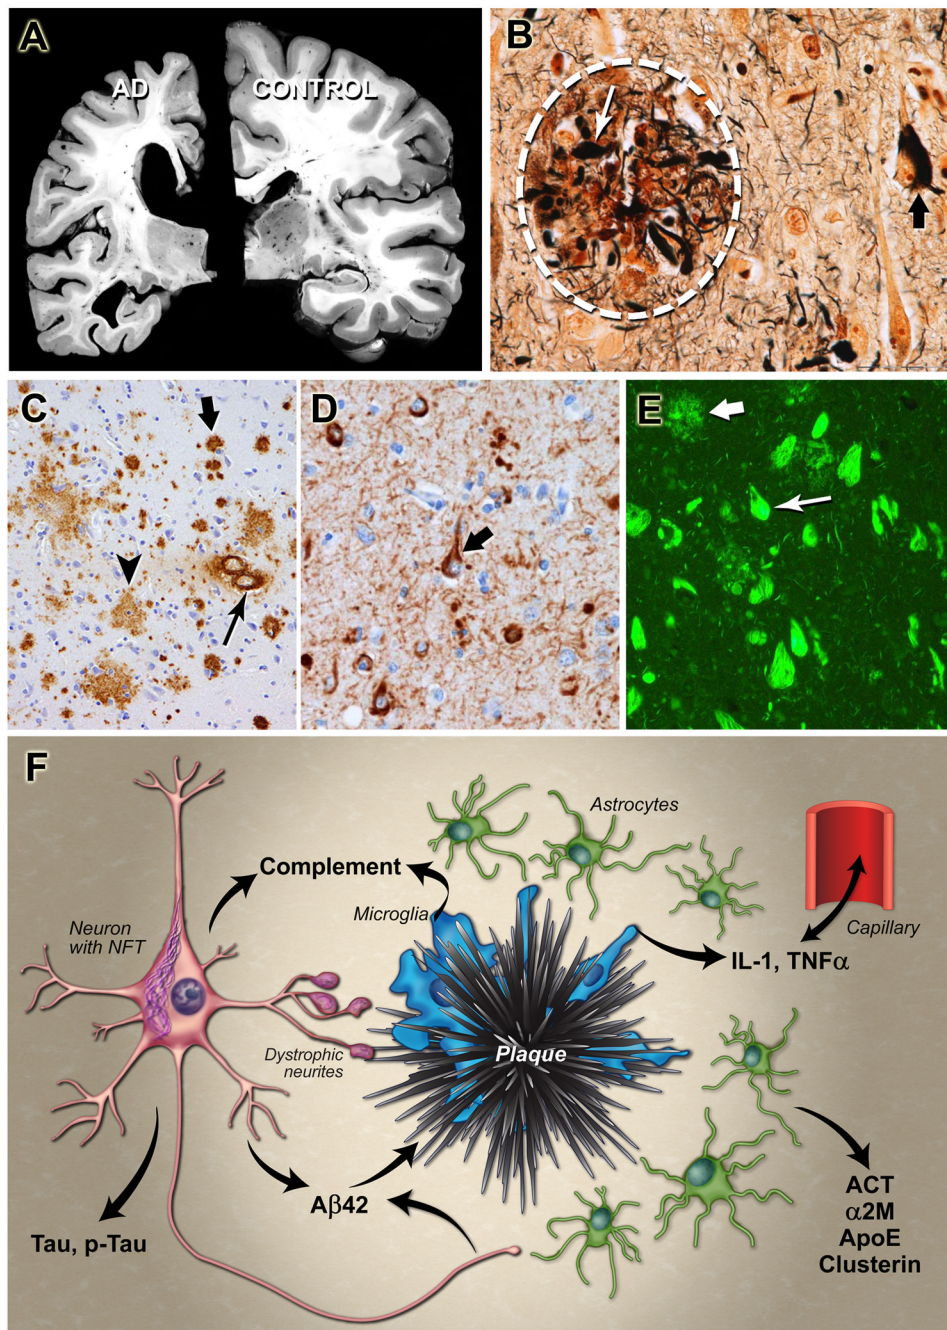 A
AD
CONTROL
B
C
D
E
F
Astrocytes
Complement
Microglia
Neuron
with NFT
Capillary
IL-1, TNFα
Dystrophic
neurites
Plaque
Aβ42
Tau, p-Tau
ACT
α2M
ApoE
Clusterin